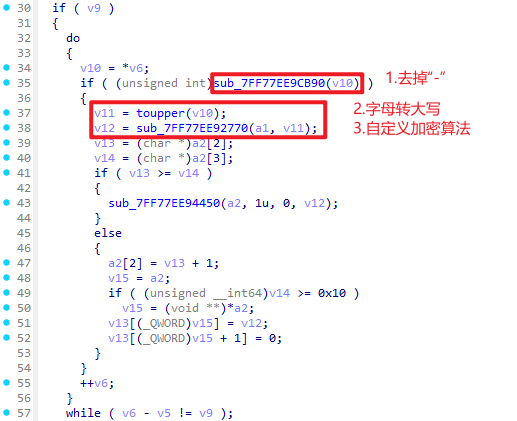 30 if ( v9 )
31 {
32 do
33 {
34 v10 = *v6;
35 if ( (unsigned int)sub_7FF77EE9CB90(v10) )
1.去掉“-”
36 {
2.字母转大写
37 v11 = toupper(v10);
38 v12 = sub_7FF77EE92770(a1, v11);
3.自定义加密算法
39 v13 = (char *)a2[2];
40 v14 = (char *)a2[3];
41 if ( v13 >= v14 )
42 {
43 sub_7FF77EE94450(a2, 1u, 0, v12);
44 }
45 else
46 {
47 a2[2] = v13 + 1;
48 v15 = a2;
49 if ( (unsigned __int64)v14 >= 0x10 )
50 v15 = (void **)*a2;
51 v13[(_QWORD)v15] = v12;
52 v13[(_QWORD)v15 + 1] = 0;
53 }
54 }
55 ++v6;
56 }
57 while ( v6 - v5 != v9 );